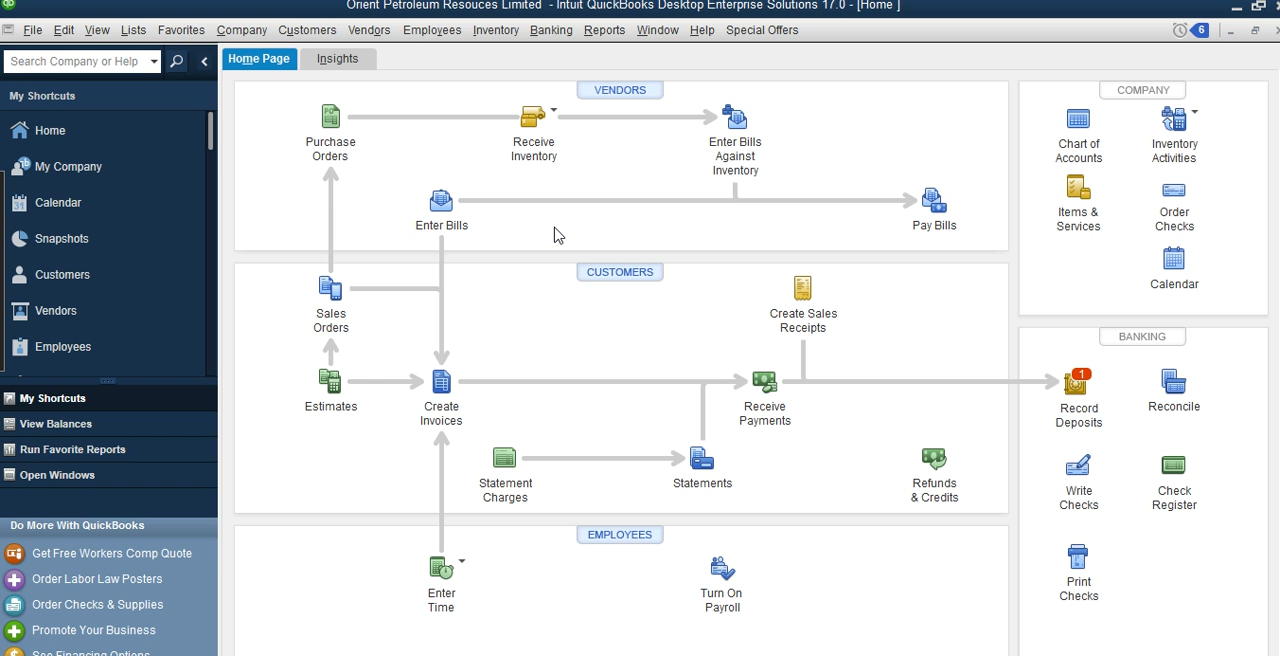 Orient Petroleum Resouces Limited - Intuit QuickBooks Desktop Enterprise Solutions 17.0 - [Home ]
File Edit View Lists Favorites Company Customers Vendors Employees Inventory Banking Reports Window Help Special Offers 6
Search Company or Help
Home Page Insights
My Shortcuts
Home
My Company
31 Calendar
Snapshots
Customers
Vendors
Employees
My Shortcuts
View Balances
Run Favorite Reports
Open Windows
Do More With QuickBooks
Get Free Workers Comp Quote
Order Labor Law Posters
Order Checks & Supplies
Promote Your Business
See Financing Options
VENDORS
PO
Purchase
Orders
Receive
Inventory
Enter Bills
Against
Inventory
Enter Bills
Pay Bills
CUSTOMERS
Sales
Orders
Create Sales
Receipts
Estimates
Create
Invoices
Receive
Payments
Statement
Charges
Statements
Refunds
& Credits
EMPLOYEES
Enter
Time
Turn On
Payroll
COMPANY
Chart of
Accounts
Inventory
Activities
Items &
Services
Order
Checks
Calendar
BANKING
1
Record
Deposits
Reconcile
Write
Checks
Check
Register
Print
Checks